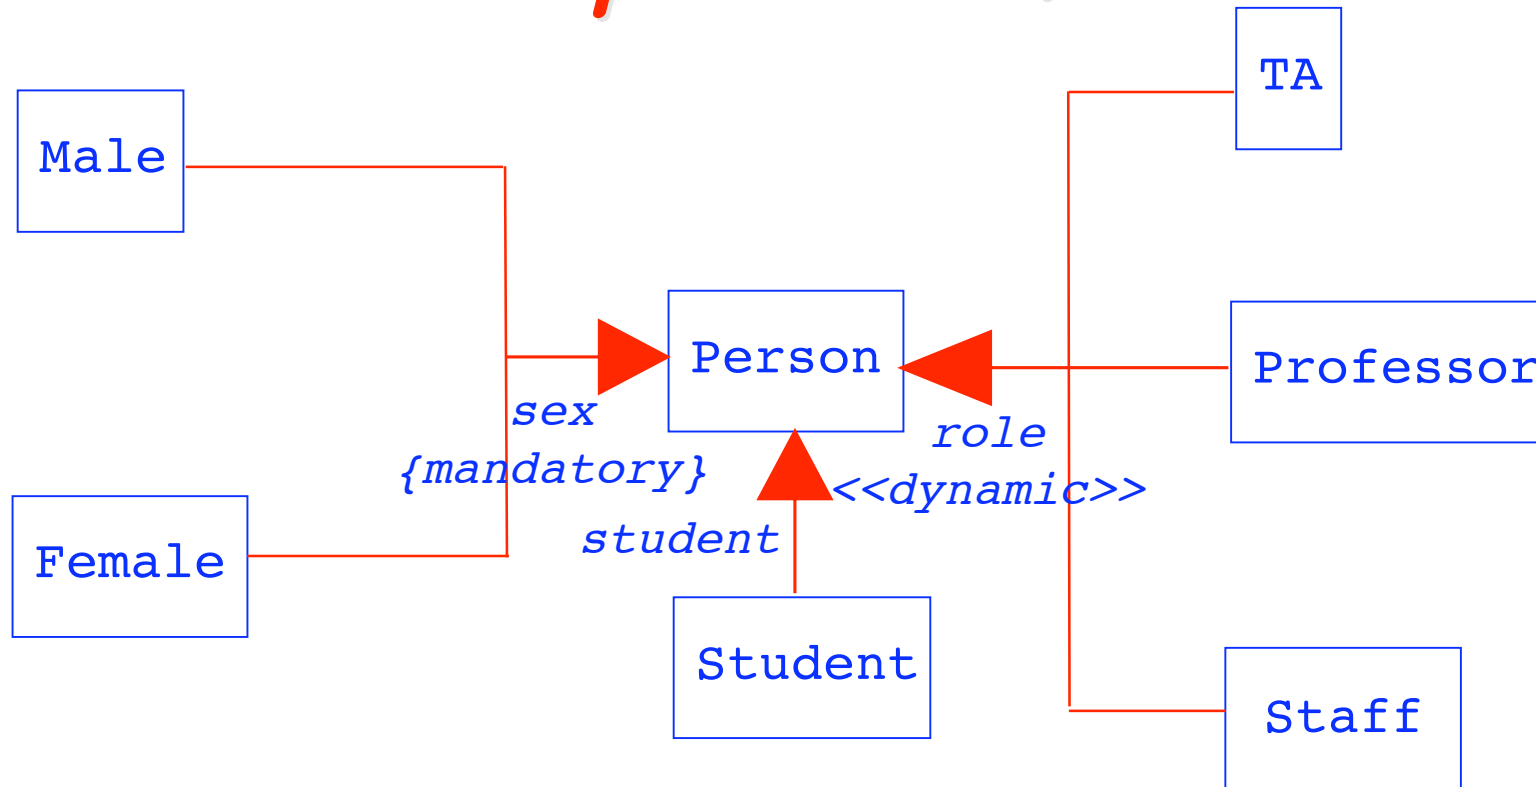 TA
Male
Person
Professor
sex
{mandatory}
role
<<dynamic>>
student
Female
Student
Staff